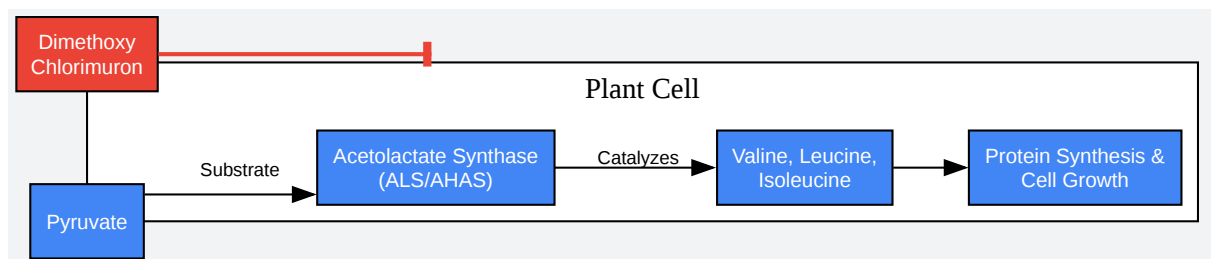 Dimethoxy
Chlorimuron
Plant Cell
Substrate
Acetolactate Synthase
(ALS/AHAS)
Catalyzes
Valine, Leucine,
Isoleucine
Protein Synthesis &
Cell Growth
Pyruvate